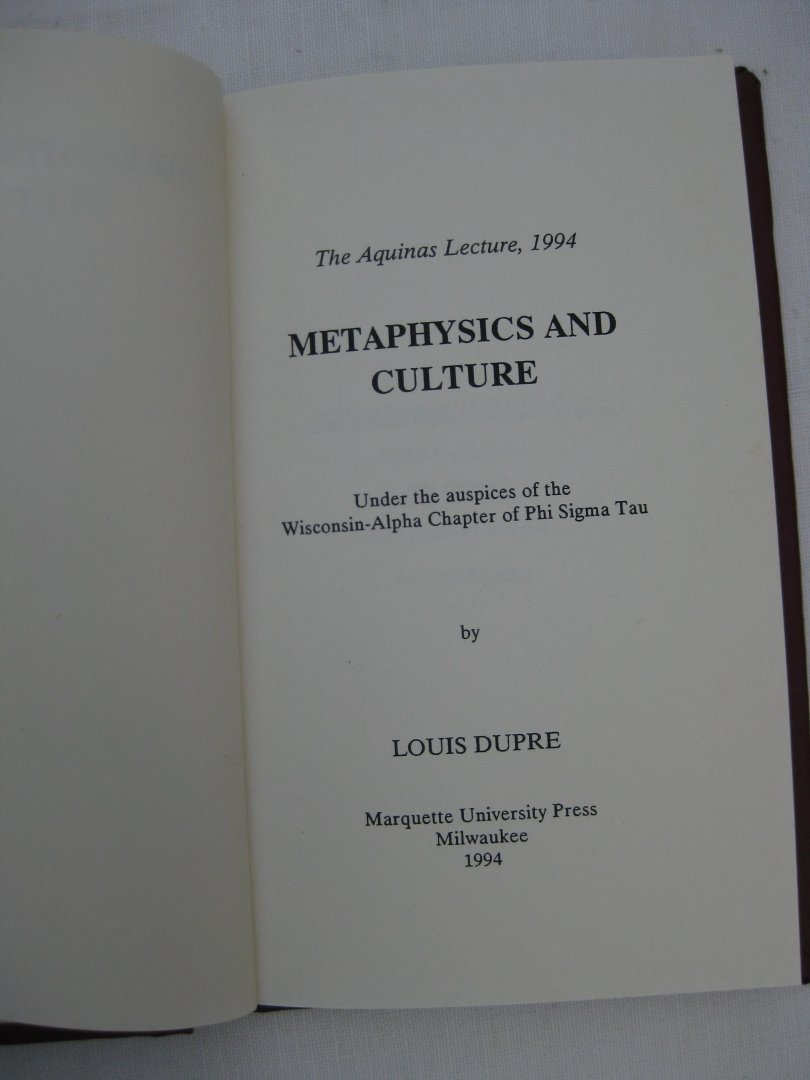 The Aquinas Lecture, 1994
METAPHYSICS AND
CULTURE
Under the auspices of the
Wisconsin-Alpha Chapter of Phi Sigma Tau
by
LOUIS DUPRE
Marquette University Press
Milwaukee
1994